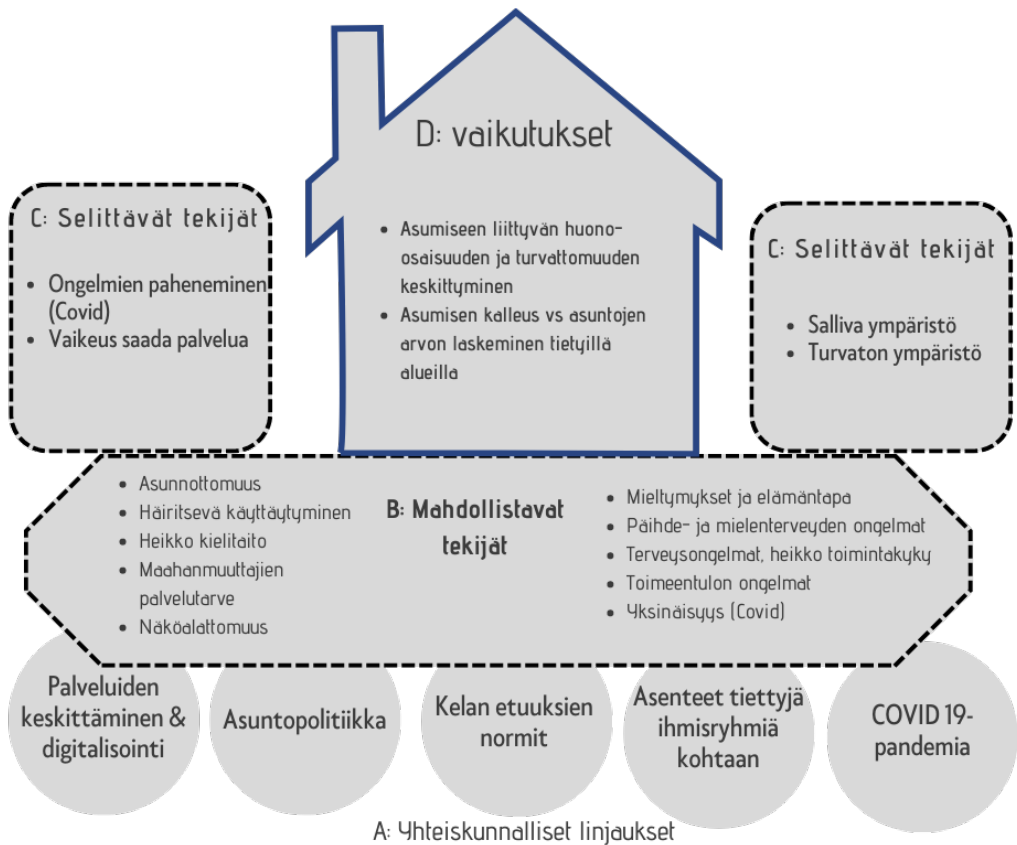 D: vaikutukset
• Asumiseen liittyvän huono-
osaisuuden ja turvattomuuden
keskittyminen
• Asumisen kalleus vs asuntojen
arvon laskeminen tietyillä
alueilla
C: Selittävät tekijät
• Ongelmien paheneminen
(Covid)
• Vaikeus saada palvelua
C: Selittävät tekijät
• Salliva ympäristö
• Turvaton ympäristö
• Asunnottomuus
• Häiritsevä käyttäytyminen
• Heikko kielitaito
• Maahanmuuttajien
palvelutarve
• Näköalattomuus
B: Mahdollistavat
tekijät
• Mieltymykset ja elämäntapa
• Päihde- ja mielenterveyden ongelmat
• Terveysongelmat, heikko toimintakyky
• Toimeentulon ongelmat
• Yksinäisyys (Covid)
Palveluiden
keskittäminen &
digitalisointi
Asuntopolitiikka
Kelan etuuksien
normit
Asenteet tiettyjä
ihmisryhmiä
kohtaan
COVID 19-
pandemia
A: Yhteiskunnalliset linjaukset